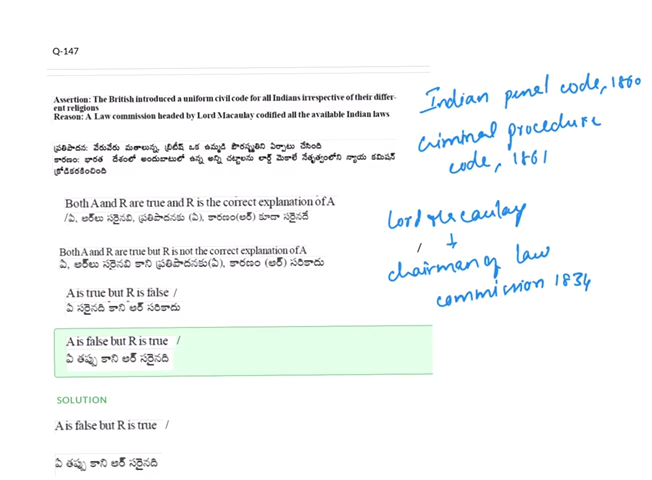 Q-147
Assertion: The British introduced a uniform civil code for all Indians irrespective of their differ-
ent religions
Reason: A Law commission headed by Lord Macaulay codified all the available Indian laws
ప్రతిపాదన: వేరువేరు మతాలున్న, బ్రిటీష్ ఒక ఉమ్మడి పౌరస్మృతిని ఏర్పాటు చేసింది
కారణం: భారత దేశంలో అందుబాటులో ఉన్న అన్ని చట్టాలను లార్డ్ మెకాలే నేతృత్వంలోని న్యాయ కమిషన్
క్రోడికరికరించింది
Both A and R are true and R is the correct explanation of A
/ఏ, ఆర్‌లు సరైనవి, ప్రతిపాదనకు (ఏ), కారణం(ఆర్) కూడా సరైనదే
Both A and R are true but R is not the correct explanation of A
ఏ, ఆర్‌లు సరైనవి కాని ప్రతిపాదనకు(ఏ), కారణం (ఆర్) సరికాదు
A is true but R is false /
ఏ సరైనది కాని ఆర్ సరికాదు
A is false but R is true /
ఏ తప్పు కాని ఆర్ సరైనది
SOLUTION
A is false but R is true /
ఏ తప్పు కాని ఆర్ సరైనది
Indian penal code, 1860
criminal procedure
code, 1861
Lord Macaulay
/ ↓
chairman of law
commission 1834